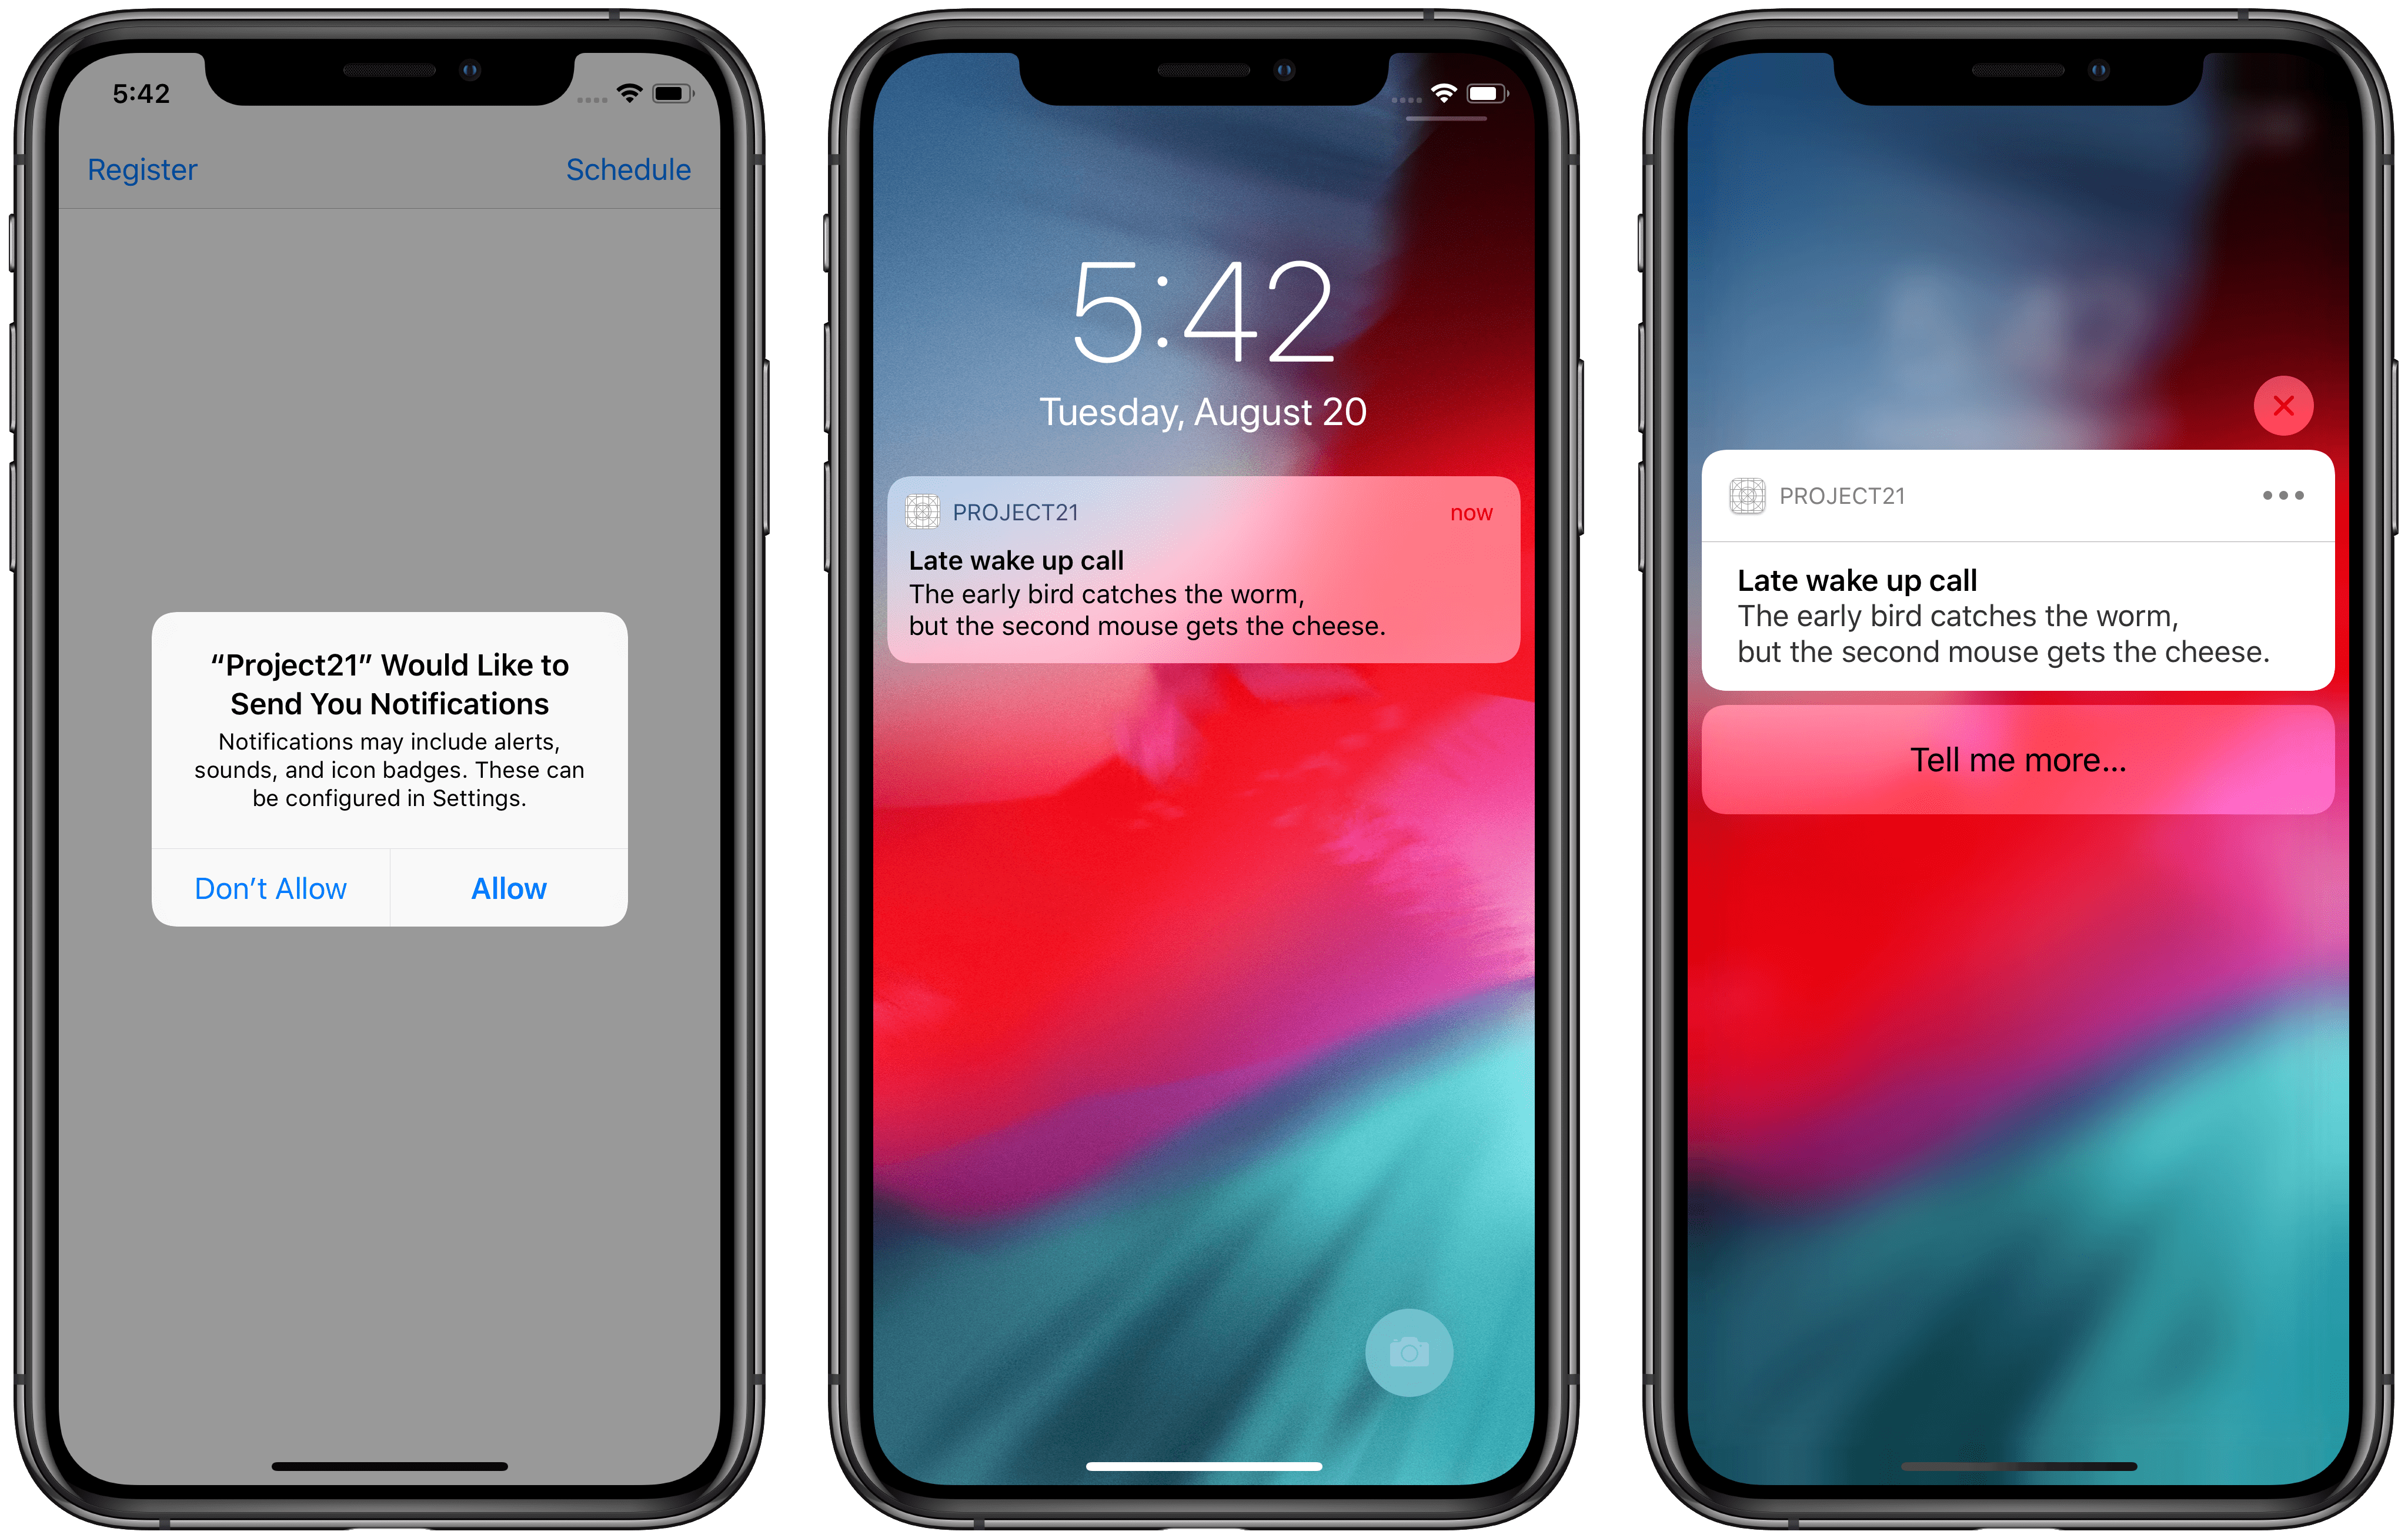 5:42
Register
Schedule
“Project21” Would Like to
Send You Notifications
Notifications may include alerts,
sounds, and icon badges. These can
be configured in Settings.
Don’t Allow
Allow
5:42
Tuesday, August 20
PROJECT21
now
Late wake up call
The early bird catches the worm,
but the second mouse gets the cheese.
PROJECT21
Late wake up call
The early bird catches the worm,
but the second mouse gets the cheese.
Tell me more...